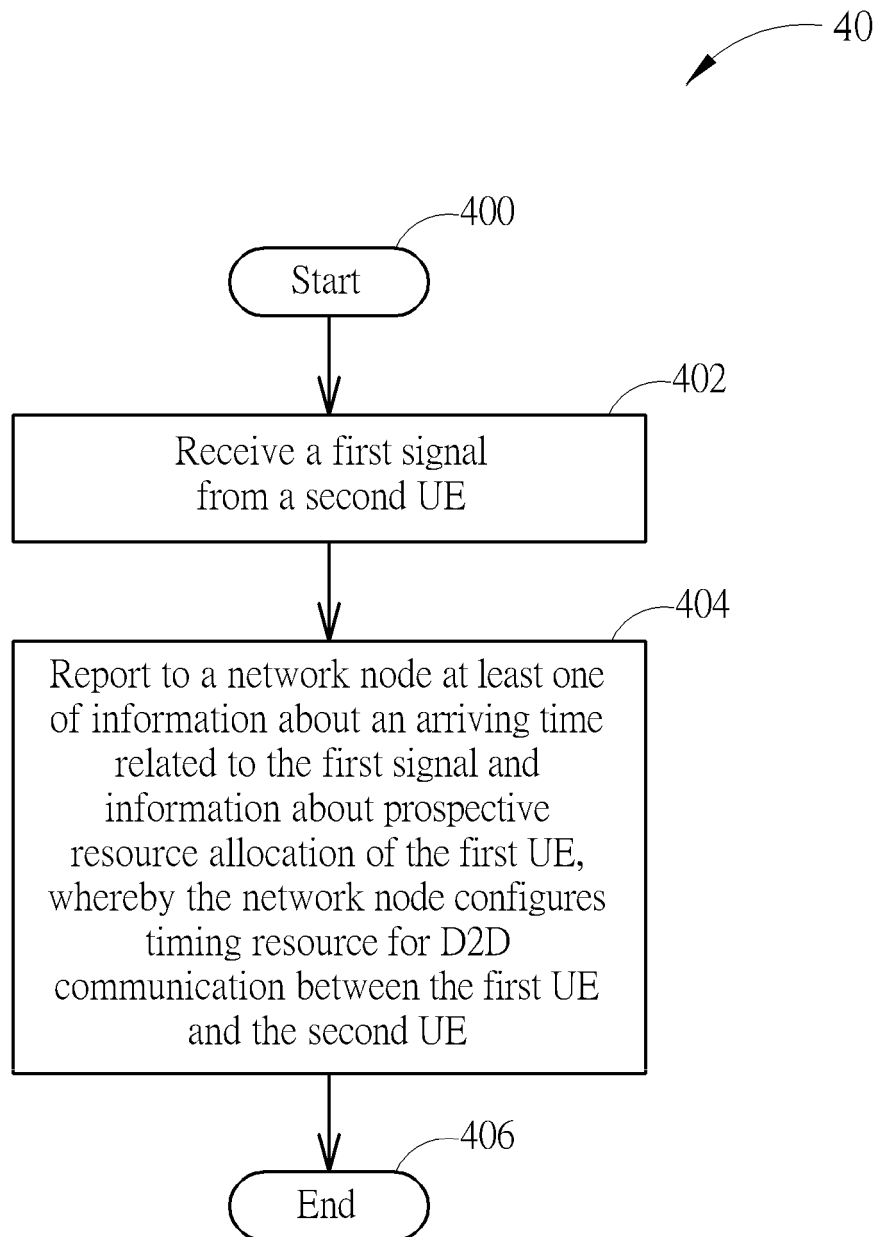 40
400
Start
402
Receive a first signal
from a second UE
404
Report to a network node at least one
of information about an arriving time
related to the first signal and
information about prospective
resource allocation of the first UE,
whereby the network node configures
timing resource for D2D
communication between the first UE
and the second UE
406
End